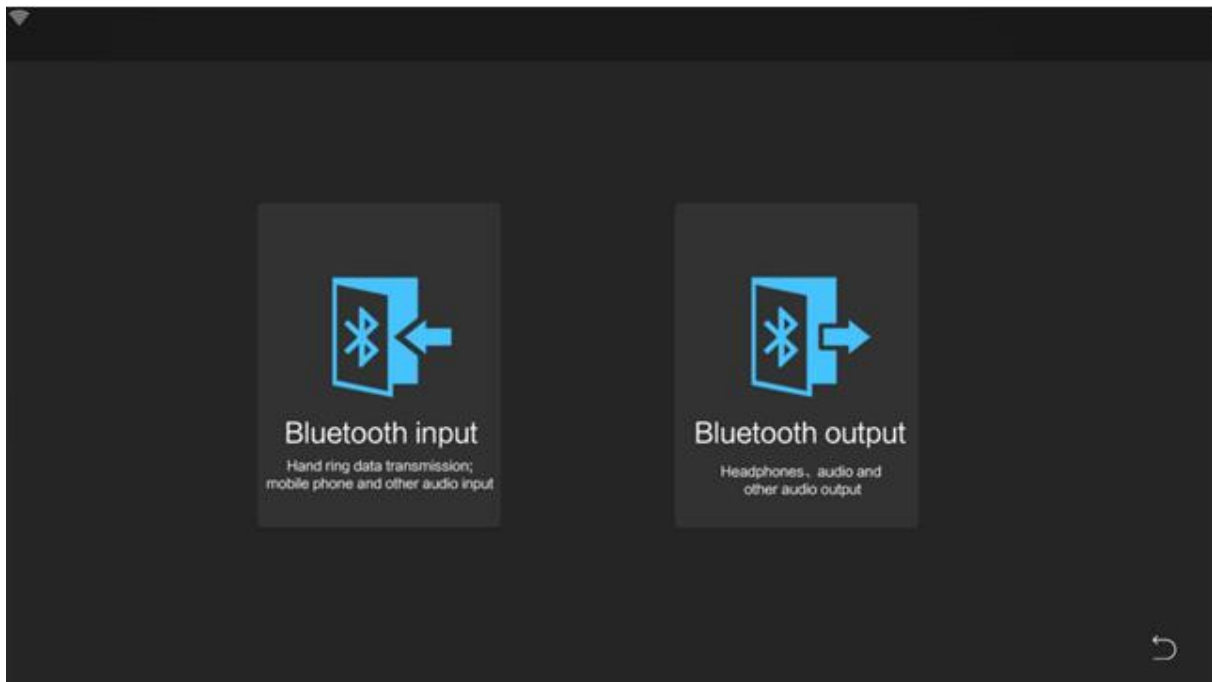 Bluetooth input
Hand ring data transmission;
mobile phone and other audio input
Bluetooth output
Headphones、audio and
other audio output